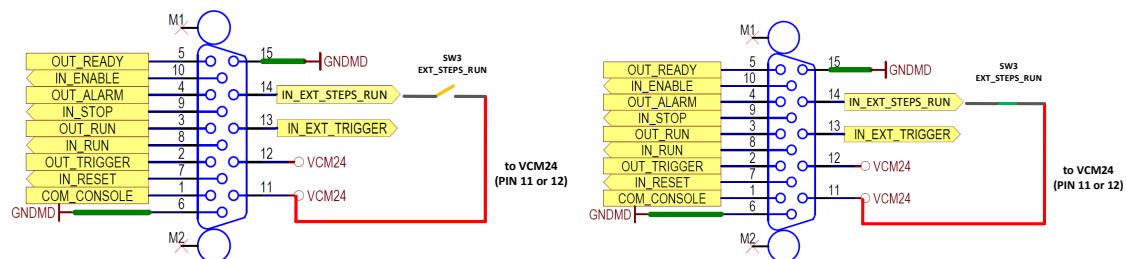 M1
5
15
SW3
EXT_STEPS_RUN
OUT_READY
GNDMD
10
IN_ENABLE
4
14
OUT_ALARM
IN_EXT_STEPS_RUN
9
IN_STOP
3
13
OUT_RUN
IN_EXT_TRIGGER
8
IN_RUN
2
12
OUT_TRIGGER
VCM24
7
IN_RESET
1
11
COM_CONSOLE
VCM24
GNDMD
6
M2
to VCM24
(PIN 11 or 12)
M1
5
15
SW3
EXT_STEPS_RUN
OUT_READY
GNDMD
10
IN_ENABLE
4
14
OUT_ALARM
IN_EXT_STEPS_RUN
9
IN_STOP
3
13
OUT_RUN
IN_EXT_TRIGGER
8
IN_RUN
2
12
OUT_TRIGGER
VCM24
7
IN_RESET
1
11
COM_CONSOLE
VCM24
GNDMD
6
M2
to VCM24
(PIN 11 or 12)